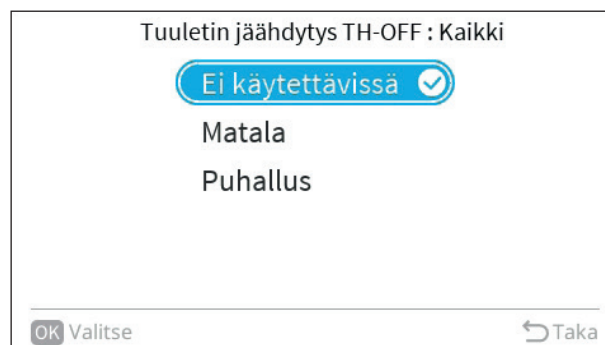 Tuuletin jäähdytys TH-OFF : Kaikki
Ei käytettävissä
Matala
Puhallus
OK Valitse
Taka